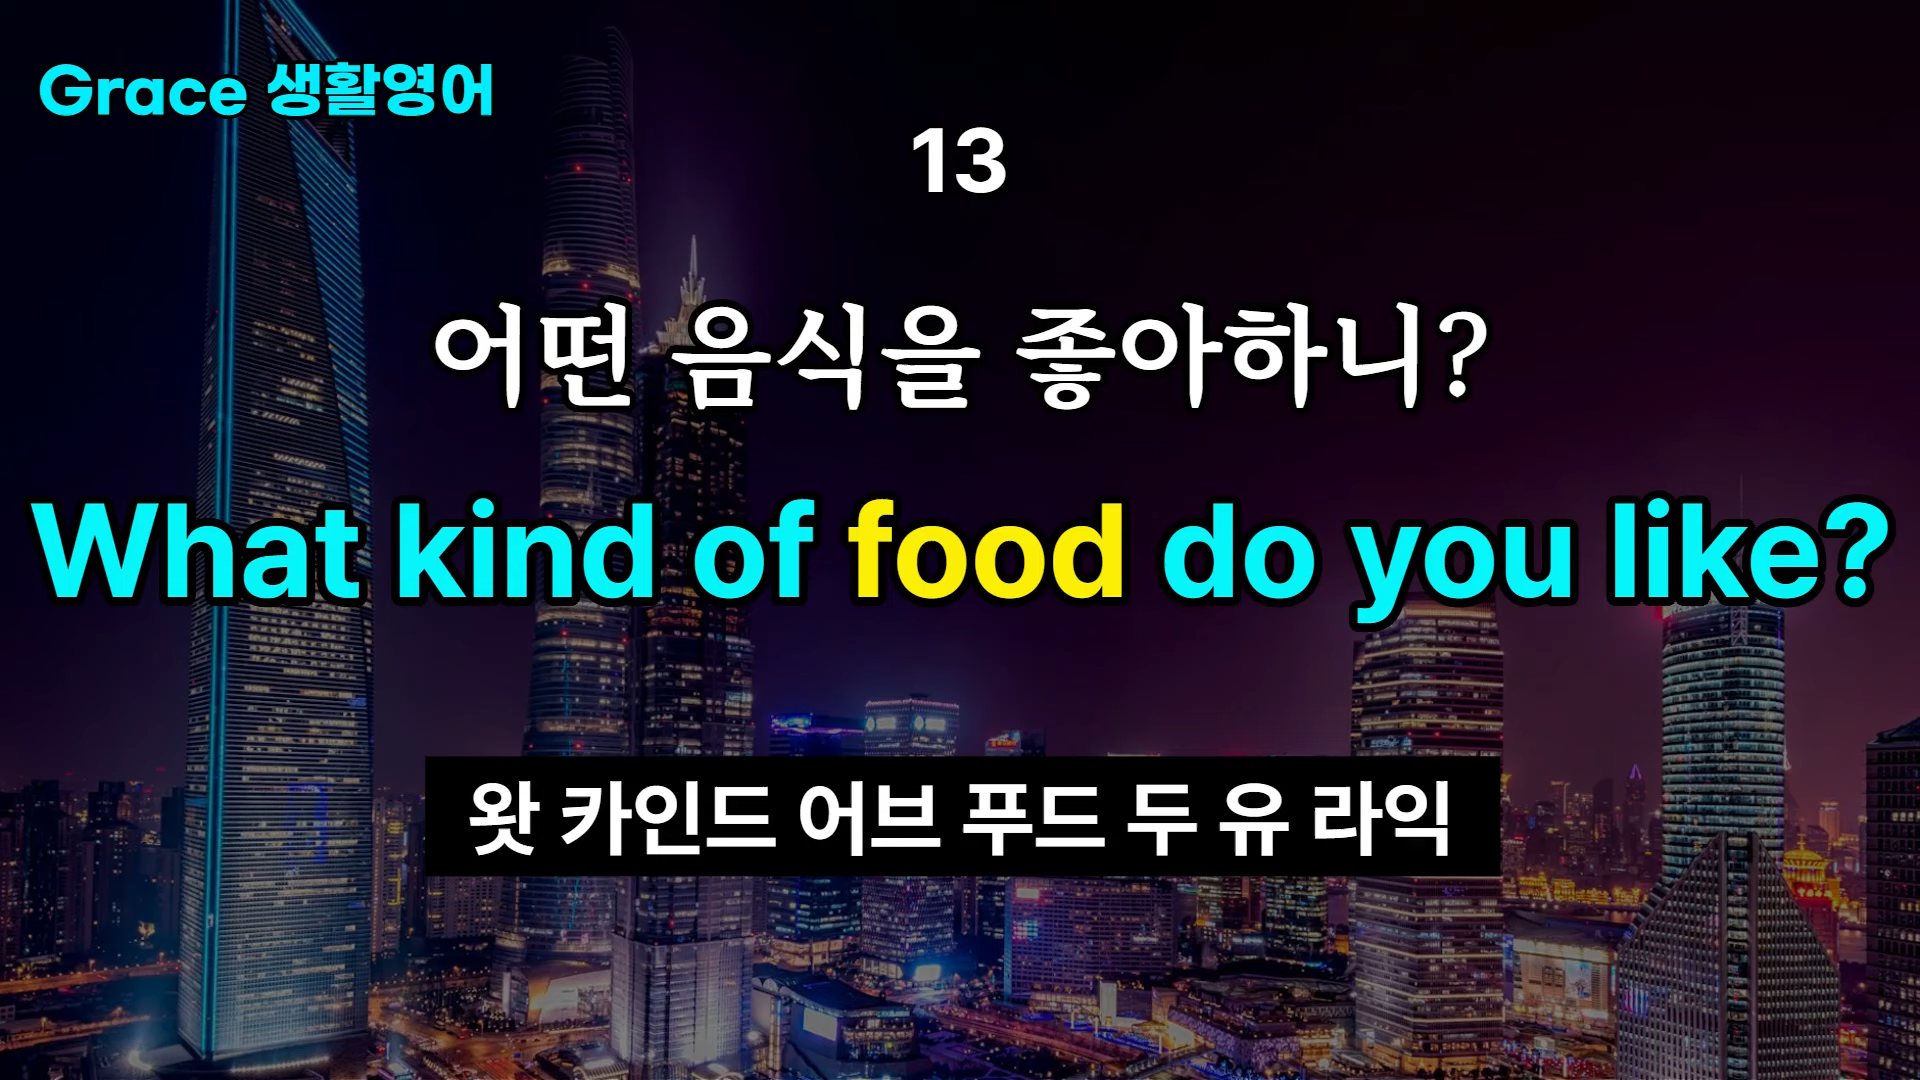 Grace 생활영어
13
어떤 음식을 좋아하니?
What kind of food do you like?
왓 카인드 어브 푸드 두 유 라익